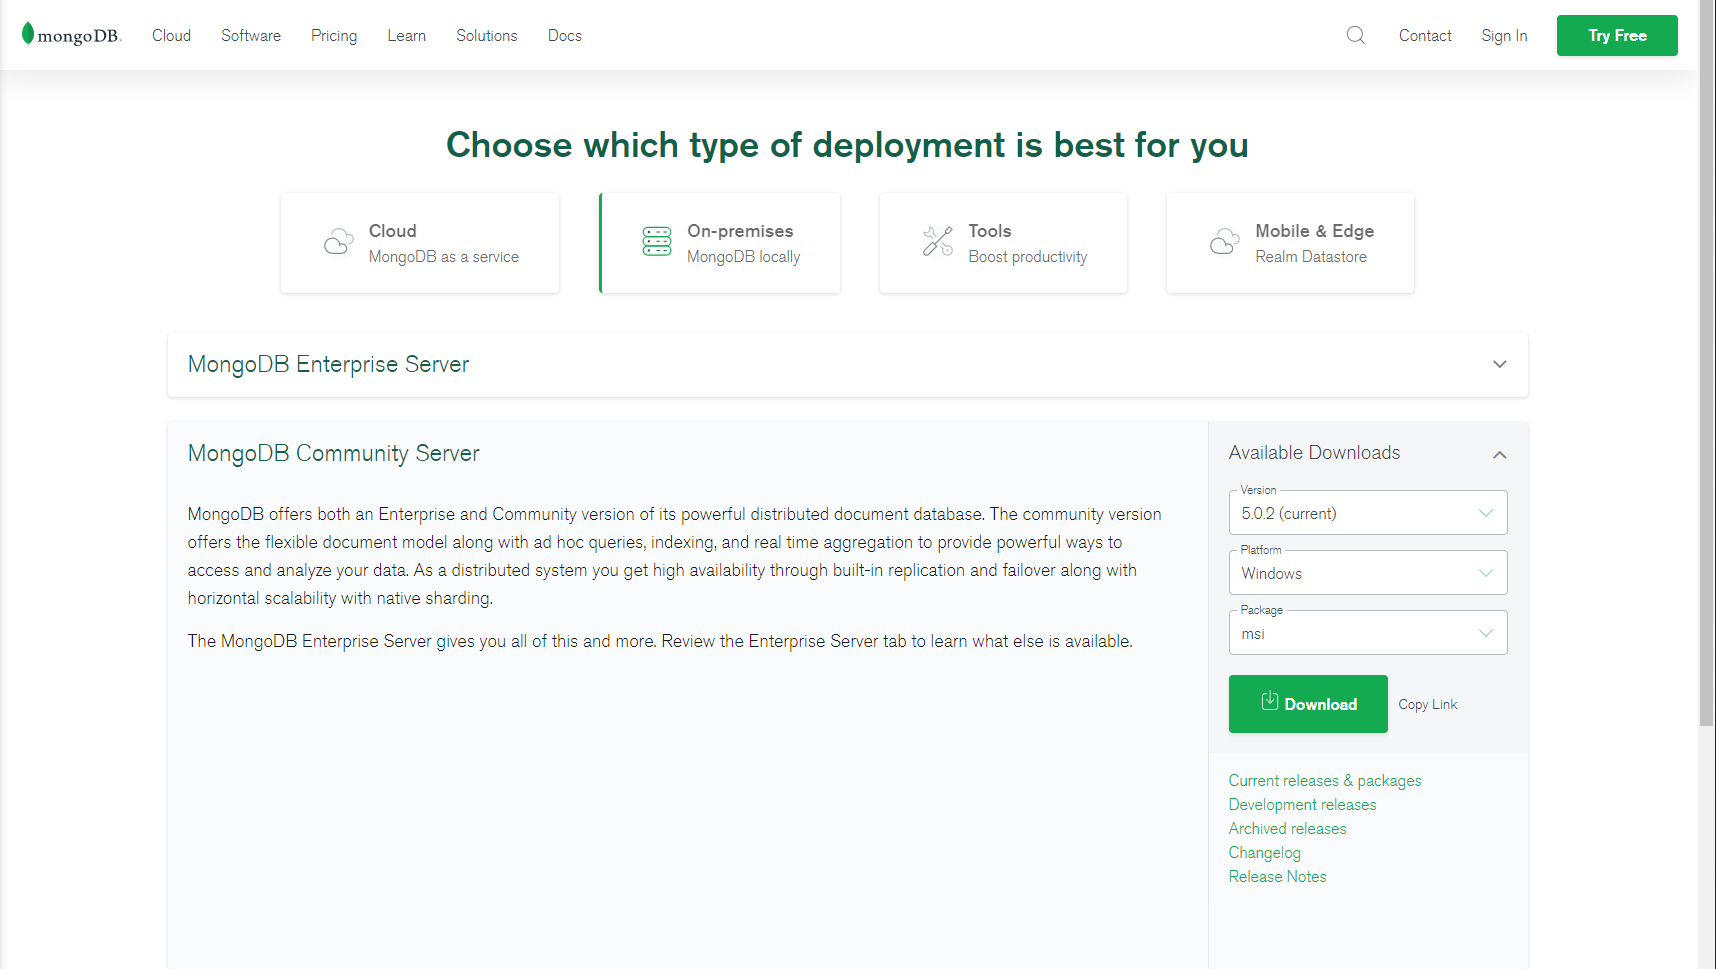 mongoDB. Cloud Software Pricing Learn Solutions Docs Contact Sign In Try Free
Choose which type of deployment is best for you
Cloud
MongoDB as a service
On-premises
MongoDB locally
Tools
Boost productivity
Mobile & Edge
Realm Datastore
MongoDB Enterprise Server
MongoDB Community Server
MongoDB offers both an Enterprise and Community version of its powerful distributed document database. The community version
offers the flexible document model along with ad hoc queries, indexing, and real time aggregation to provide powerful ways to
access and analyze your data. As a distributed system you get high availability through built-in replication and failover along with
horizontal scalability with native sharding.
The MongoDB Enterprise Server gives you all of this and more. Review the Enterprise Server tab to learn what else is available.
Available Downloads
Version
5.0.2 (current)
Platform
Windows
Package
msi
Download Copy Link
Current releases & packages
Development releases
Archived releases
Changelog
Release Notes